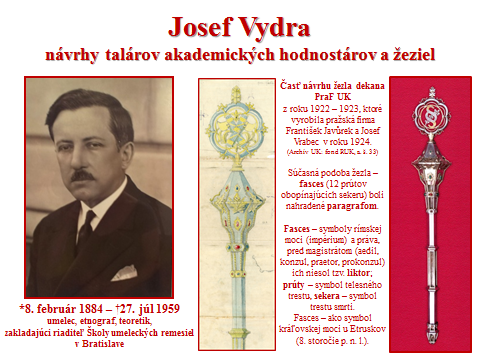 Josef Vydra
návrhy talárov akademických hodnostárov a žeziel
Časť návrhu žezla dekana
PraF UK
z roku 1922 – 1923, ktoré
vyrobila pražská firma
František Javůrek a Josef
Vrabec v roku 1924.
(Archív UK: fond RUK, s. š. 33)
Súčasná podoba žezla –
fasces (12 prútov
obopínajúcich sekeru) boli
nahradené paragrafom.
Fasces – symboly rímskej
moci (impérium) a práva,
pred magistrátom (aedil,
konzul, praetor, prokonzul)
ich niesol tzv. liktor;
prúty – symbol telesného
trestu, sekera – symbol
trestu smrti.
Fasces – ako symbol
kráľovskej moci u Etruskov
(8. storočie p. n. l.).
*8. február 1884 – †27. júl 1959
umelec, etnograf, teoretik,
zakladajúci riaditeľ Školy umeleckých remesiel
v Bratislave